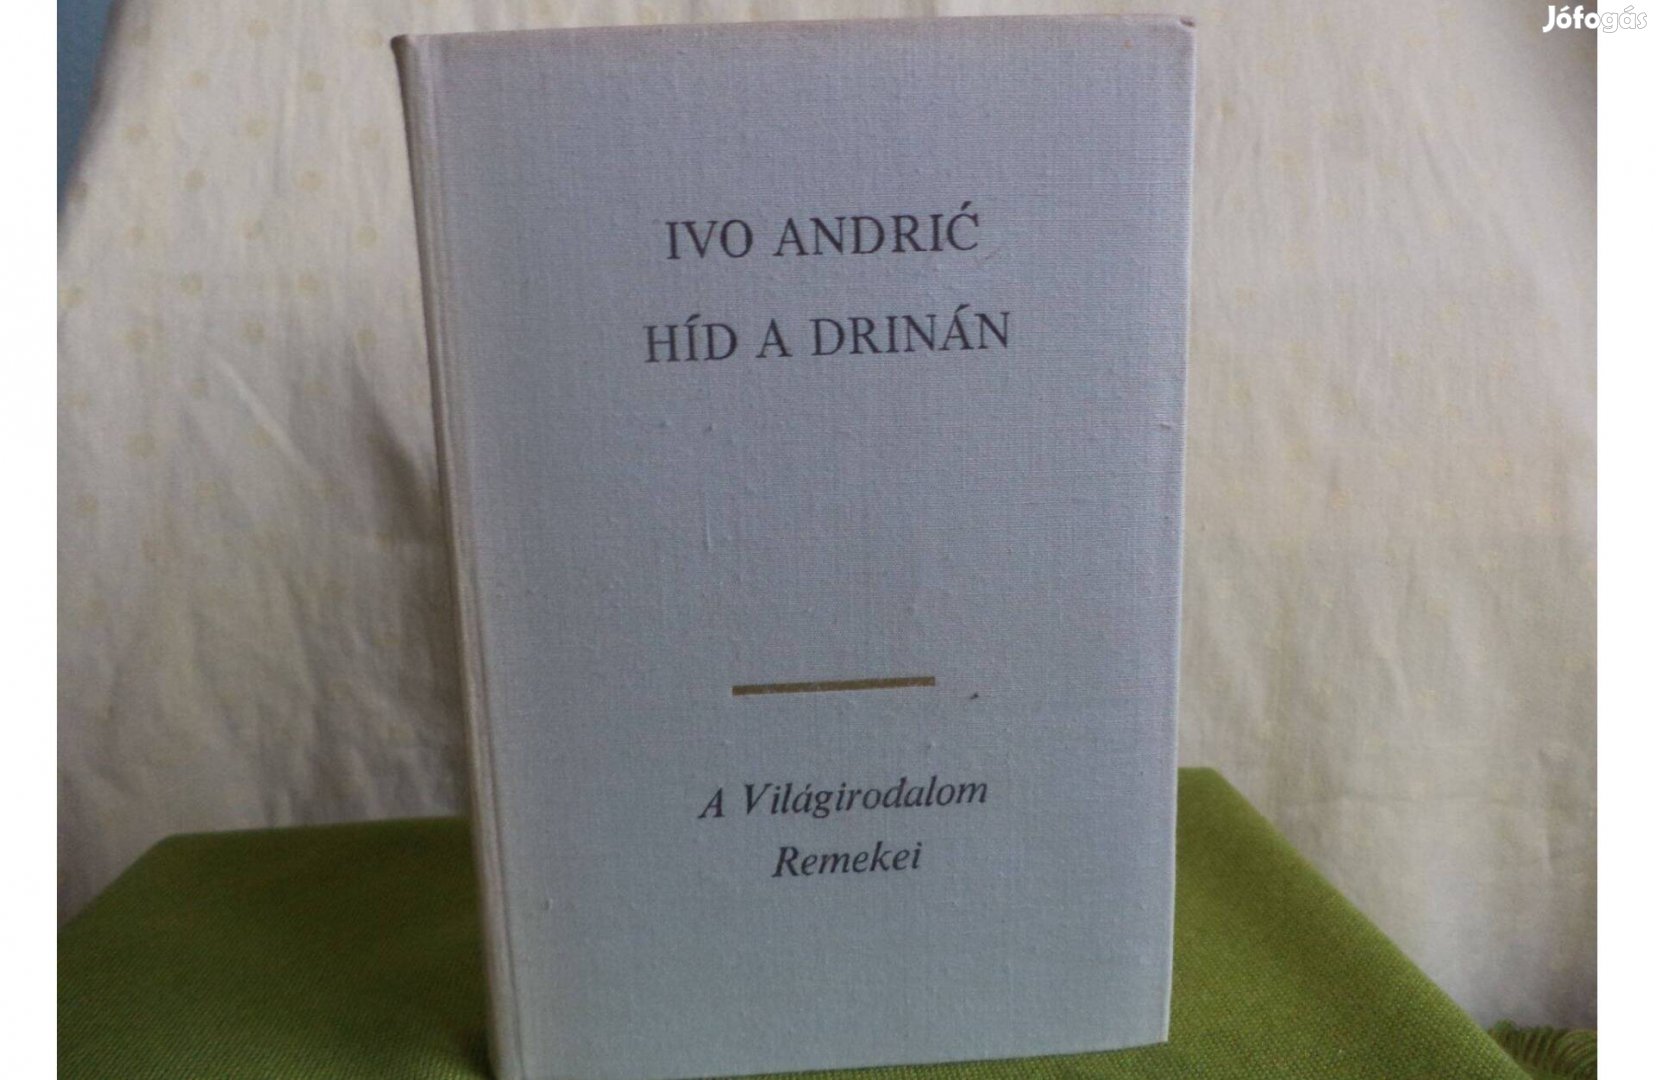 Jófogás
IVO ANDRIĆ
HÍD A DRINÁN
A Világirodalom
Remekei